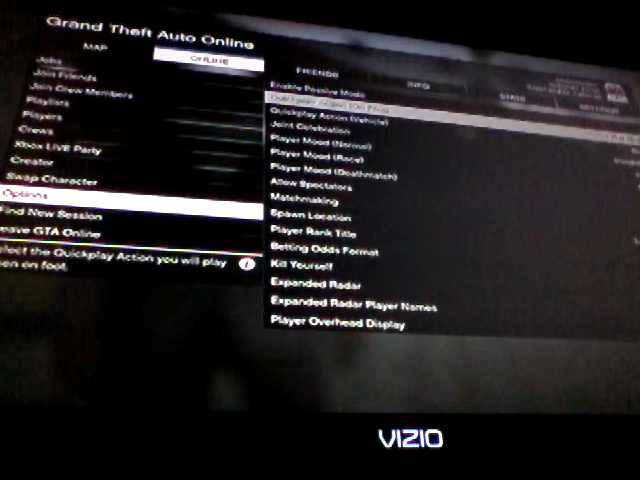 Grand Theft Auto Online
MAP
ONLINE
FRIENDS
INFO
STATS
Jobs
Join Friends
Join Crew Members
Playlists
Players
Crews
Xbox LIVE Party
Creator
Swap Character
Options
Find New Session
eave GTA Online
elect the Quickplay Action you will play
en on foot.
Enable Passive Mode
Quickplay Action (On Foot)
Quickplay Action (Vehicle)
Joint Celebration
Player Mood (Normal)
Player Mood (Race)
Player Mood (Deathmatch)
Allow Spectators
Matchmaking
Spawn Location
Player Rank Title
Betting Odds Format
Kill Yourself
Expanded Radar
Expanded Radar Player Names
Player Overhead Display
VIZIO